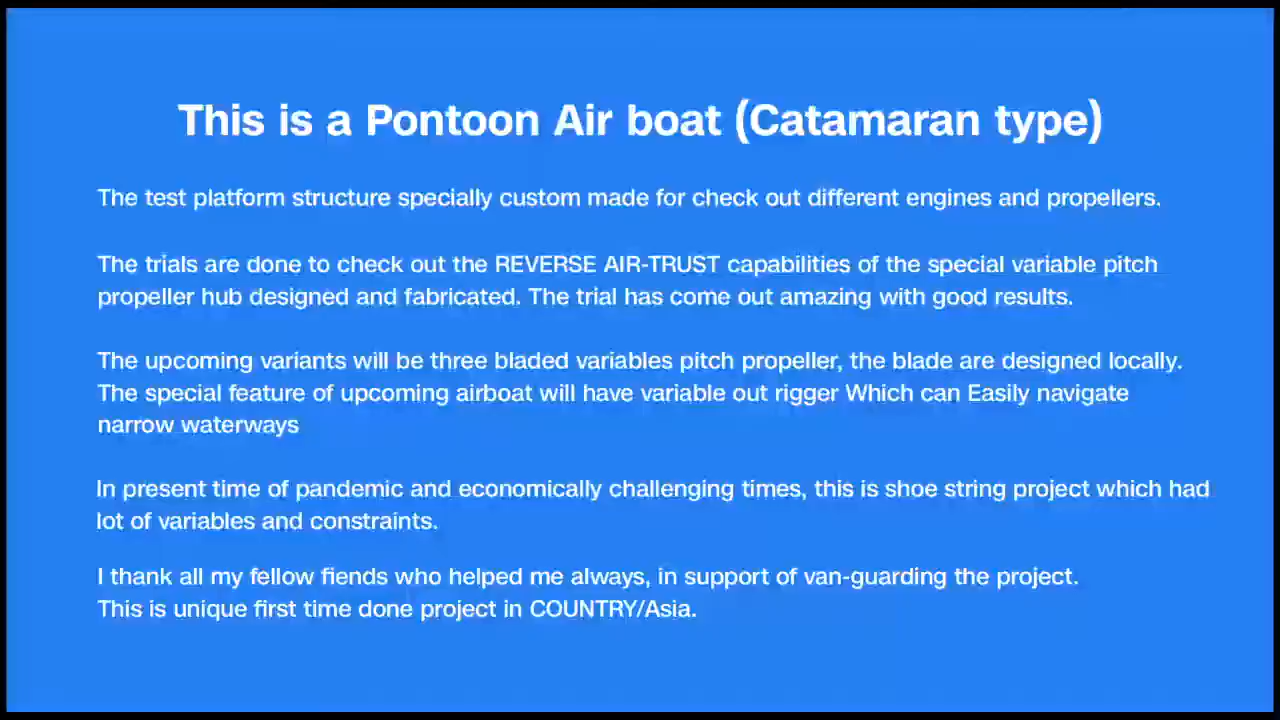 This is a Pontoon Air boat (Catamaran type)
The test platform structure specially custom made for check out different engines and propellers.
The trials are done to check out the REVERSE AIR-TRUST capabilities of the special variable pitch
propeller hub designed and fabricated. The trial has come out amazing with good results.
The upcoming variants will be three bladed variables pitch propeller, the blade are designed locally.
The special feature of upcoming airboat will have variable out rigger Which can Easily navigate
narrow waterways
In present time of pandemic and economically challenging times, this is shoe string project which had
lot of variables and constraints.
I thank all my fellow fiends who helped me always, in support of van-guarding the project.
This is unique first time done project in COUNTRY/Asia.